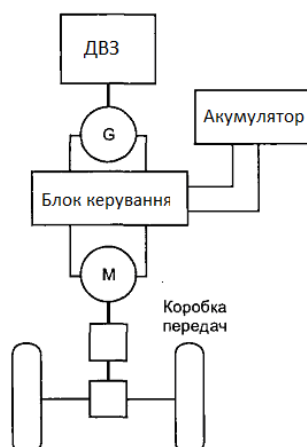 ДВЗ
G
Акумулятор
Блок керування
M
Коробка
передач